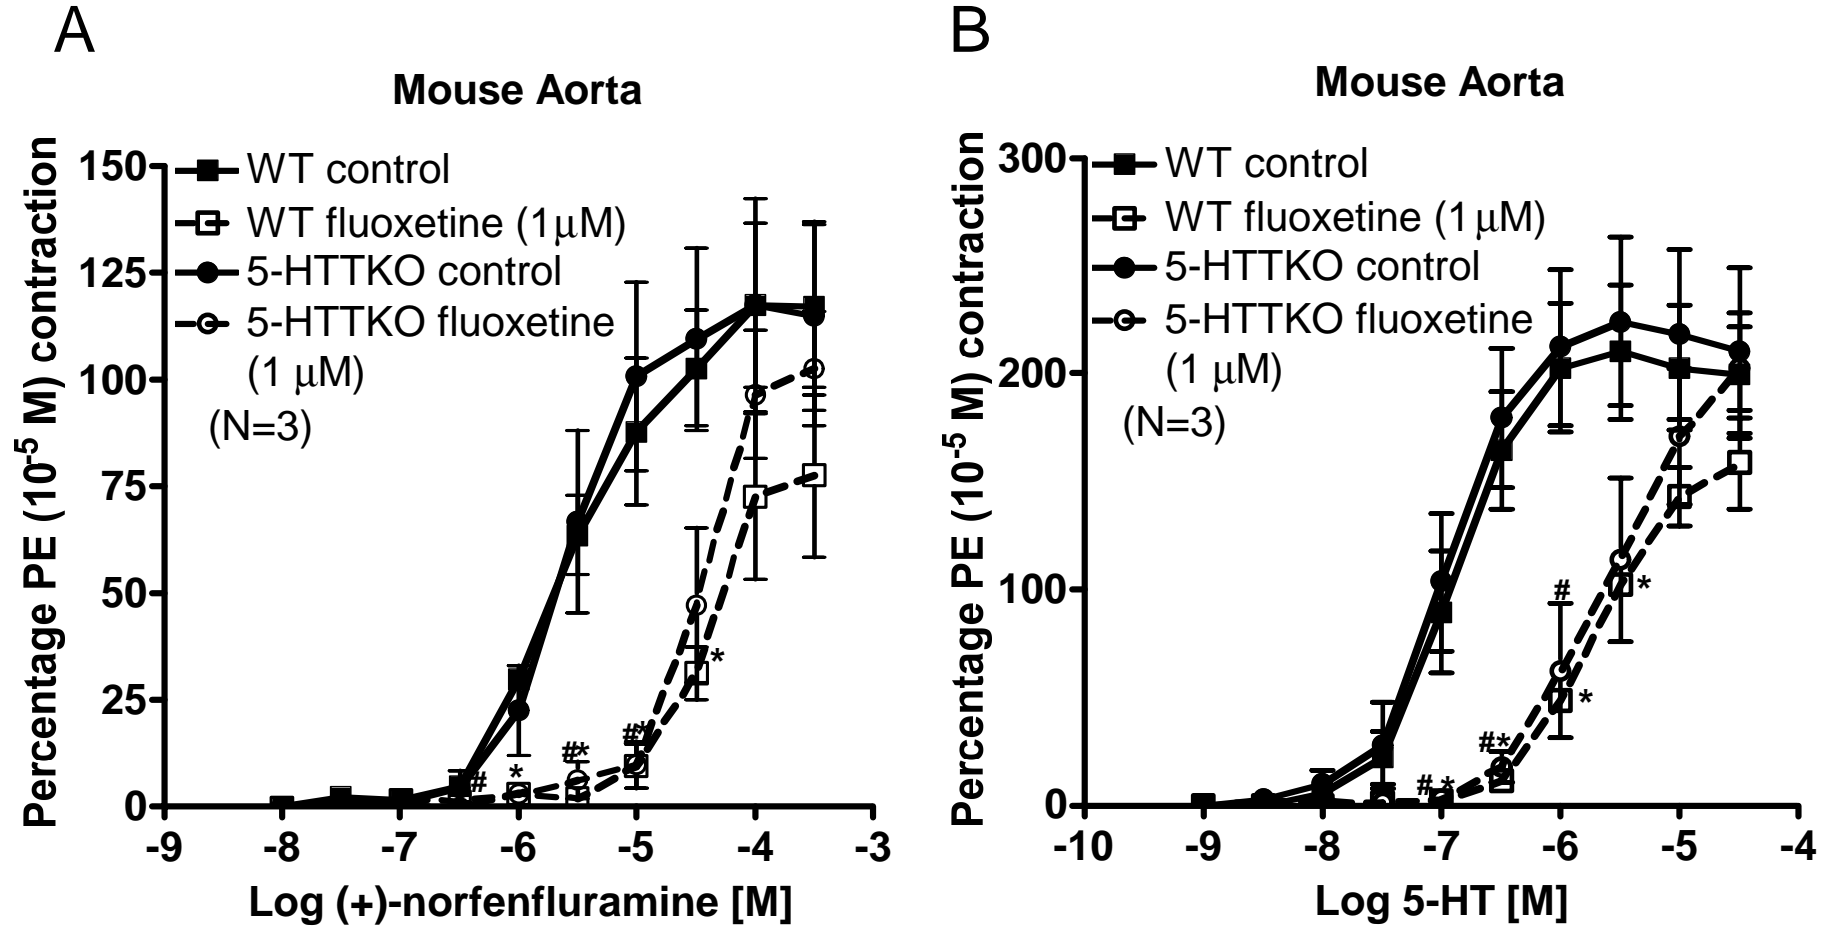 A
Mouse Aorta
Percentage PE (10⁻⁵ M) contraction
150
125
100
75
50
25
0
WT control
WT fluoxetine (1μM)
5-HTTKO control
5-HTTKO fluoxetine
(1 μM)
(N=3)
#
*
#*
#*
*
-9 -8 -7 -6 -5 -4 -3
Log (+)-norfenfluramine [M]
B
Mouse Aorta
Percentage PE (10⁻⁵ M) contraction
300
200
100
0
WT control
WT fluoxetine (1μM)
5-HTTKO control
5-HTTKO fluoxetine
(1 μM)
(N=3)
# *
#*
#
*
*
-10 -9 -8 -7 -6 -5 -4
Log 5-HT [M]